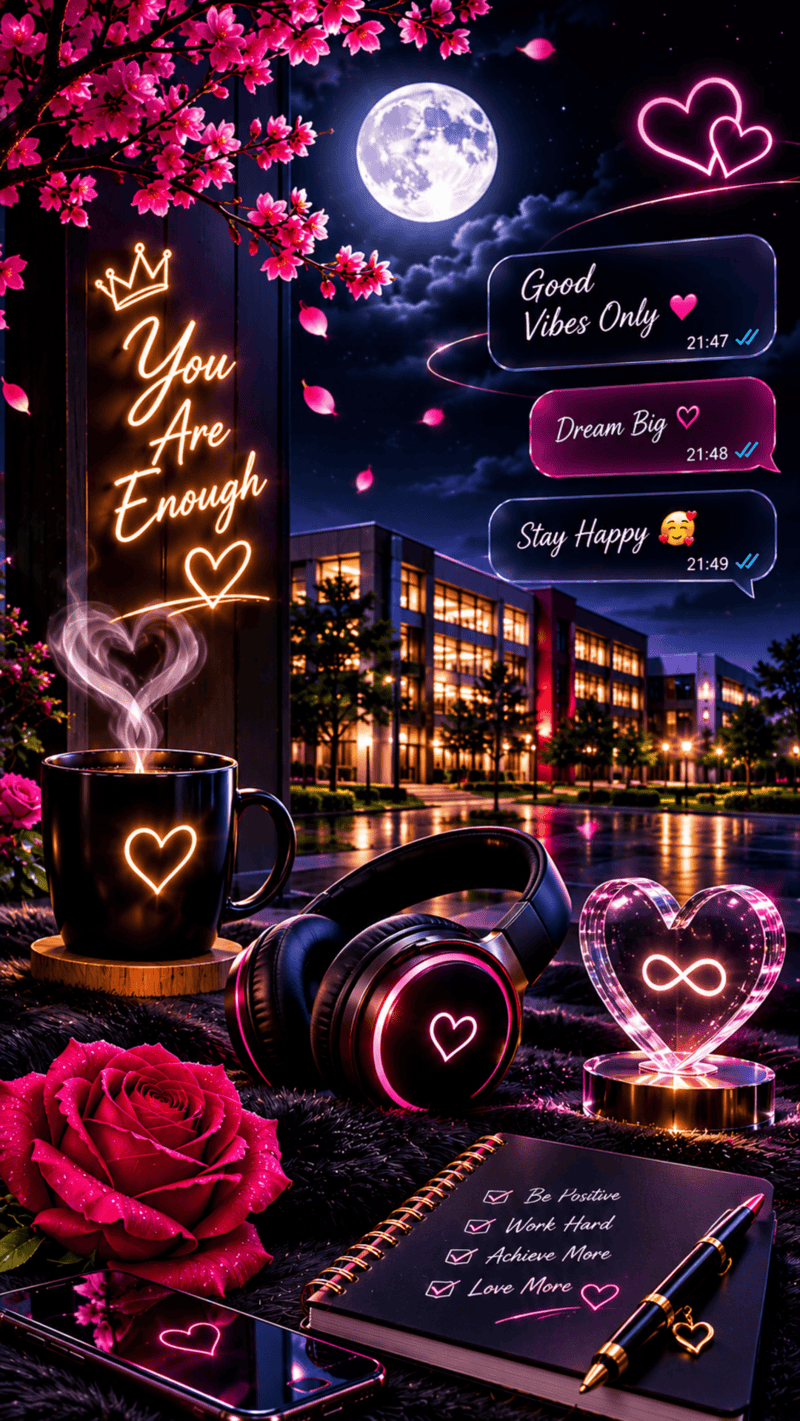 You
Are
Enough
Good
Vibes Only 🩷
21:47
Dream Big ♡
21:48
Stay Happy 🥰
21:49
Be Positive
Work Hard
Achieve More
Love More ♡